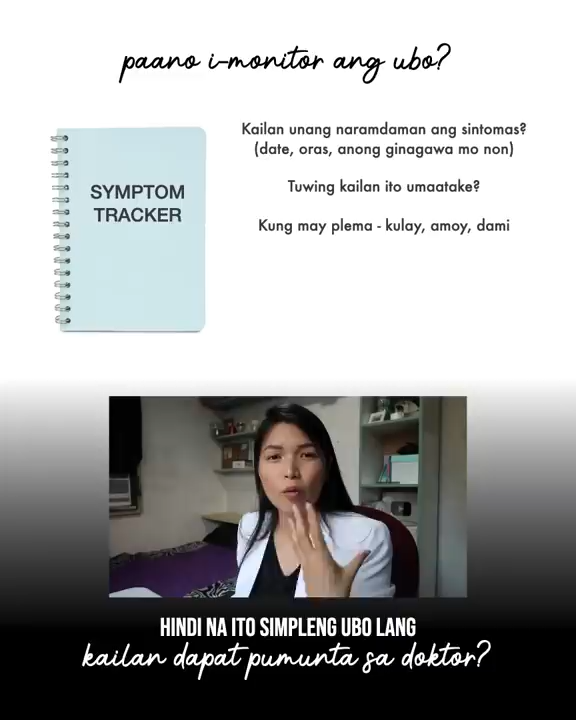 paano i-monitor ang ubo?
Kailan unang naramdaman ang sintomas?
(date, oras, anong ginagawa mo non)
Tuwing kailan ito umaatake?
Kung may plema - kulay, amoy, dami
SYMPTOM
TRACKER
HINDI NA ITO SIMPLENG UBO LANG
kailan dapat pumunta sa doktor?